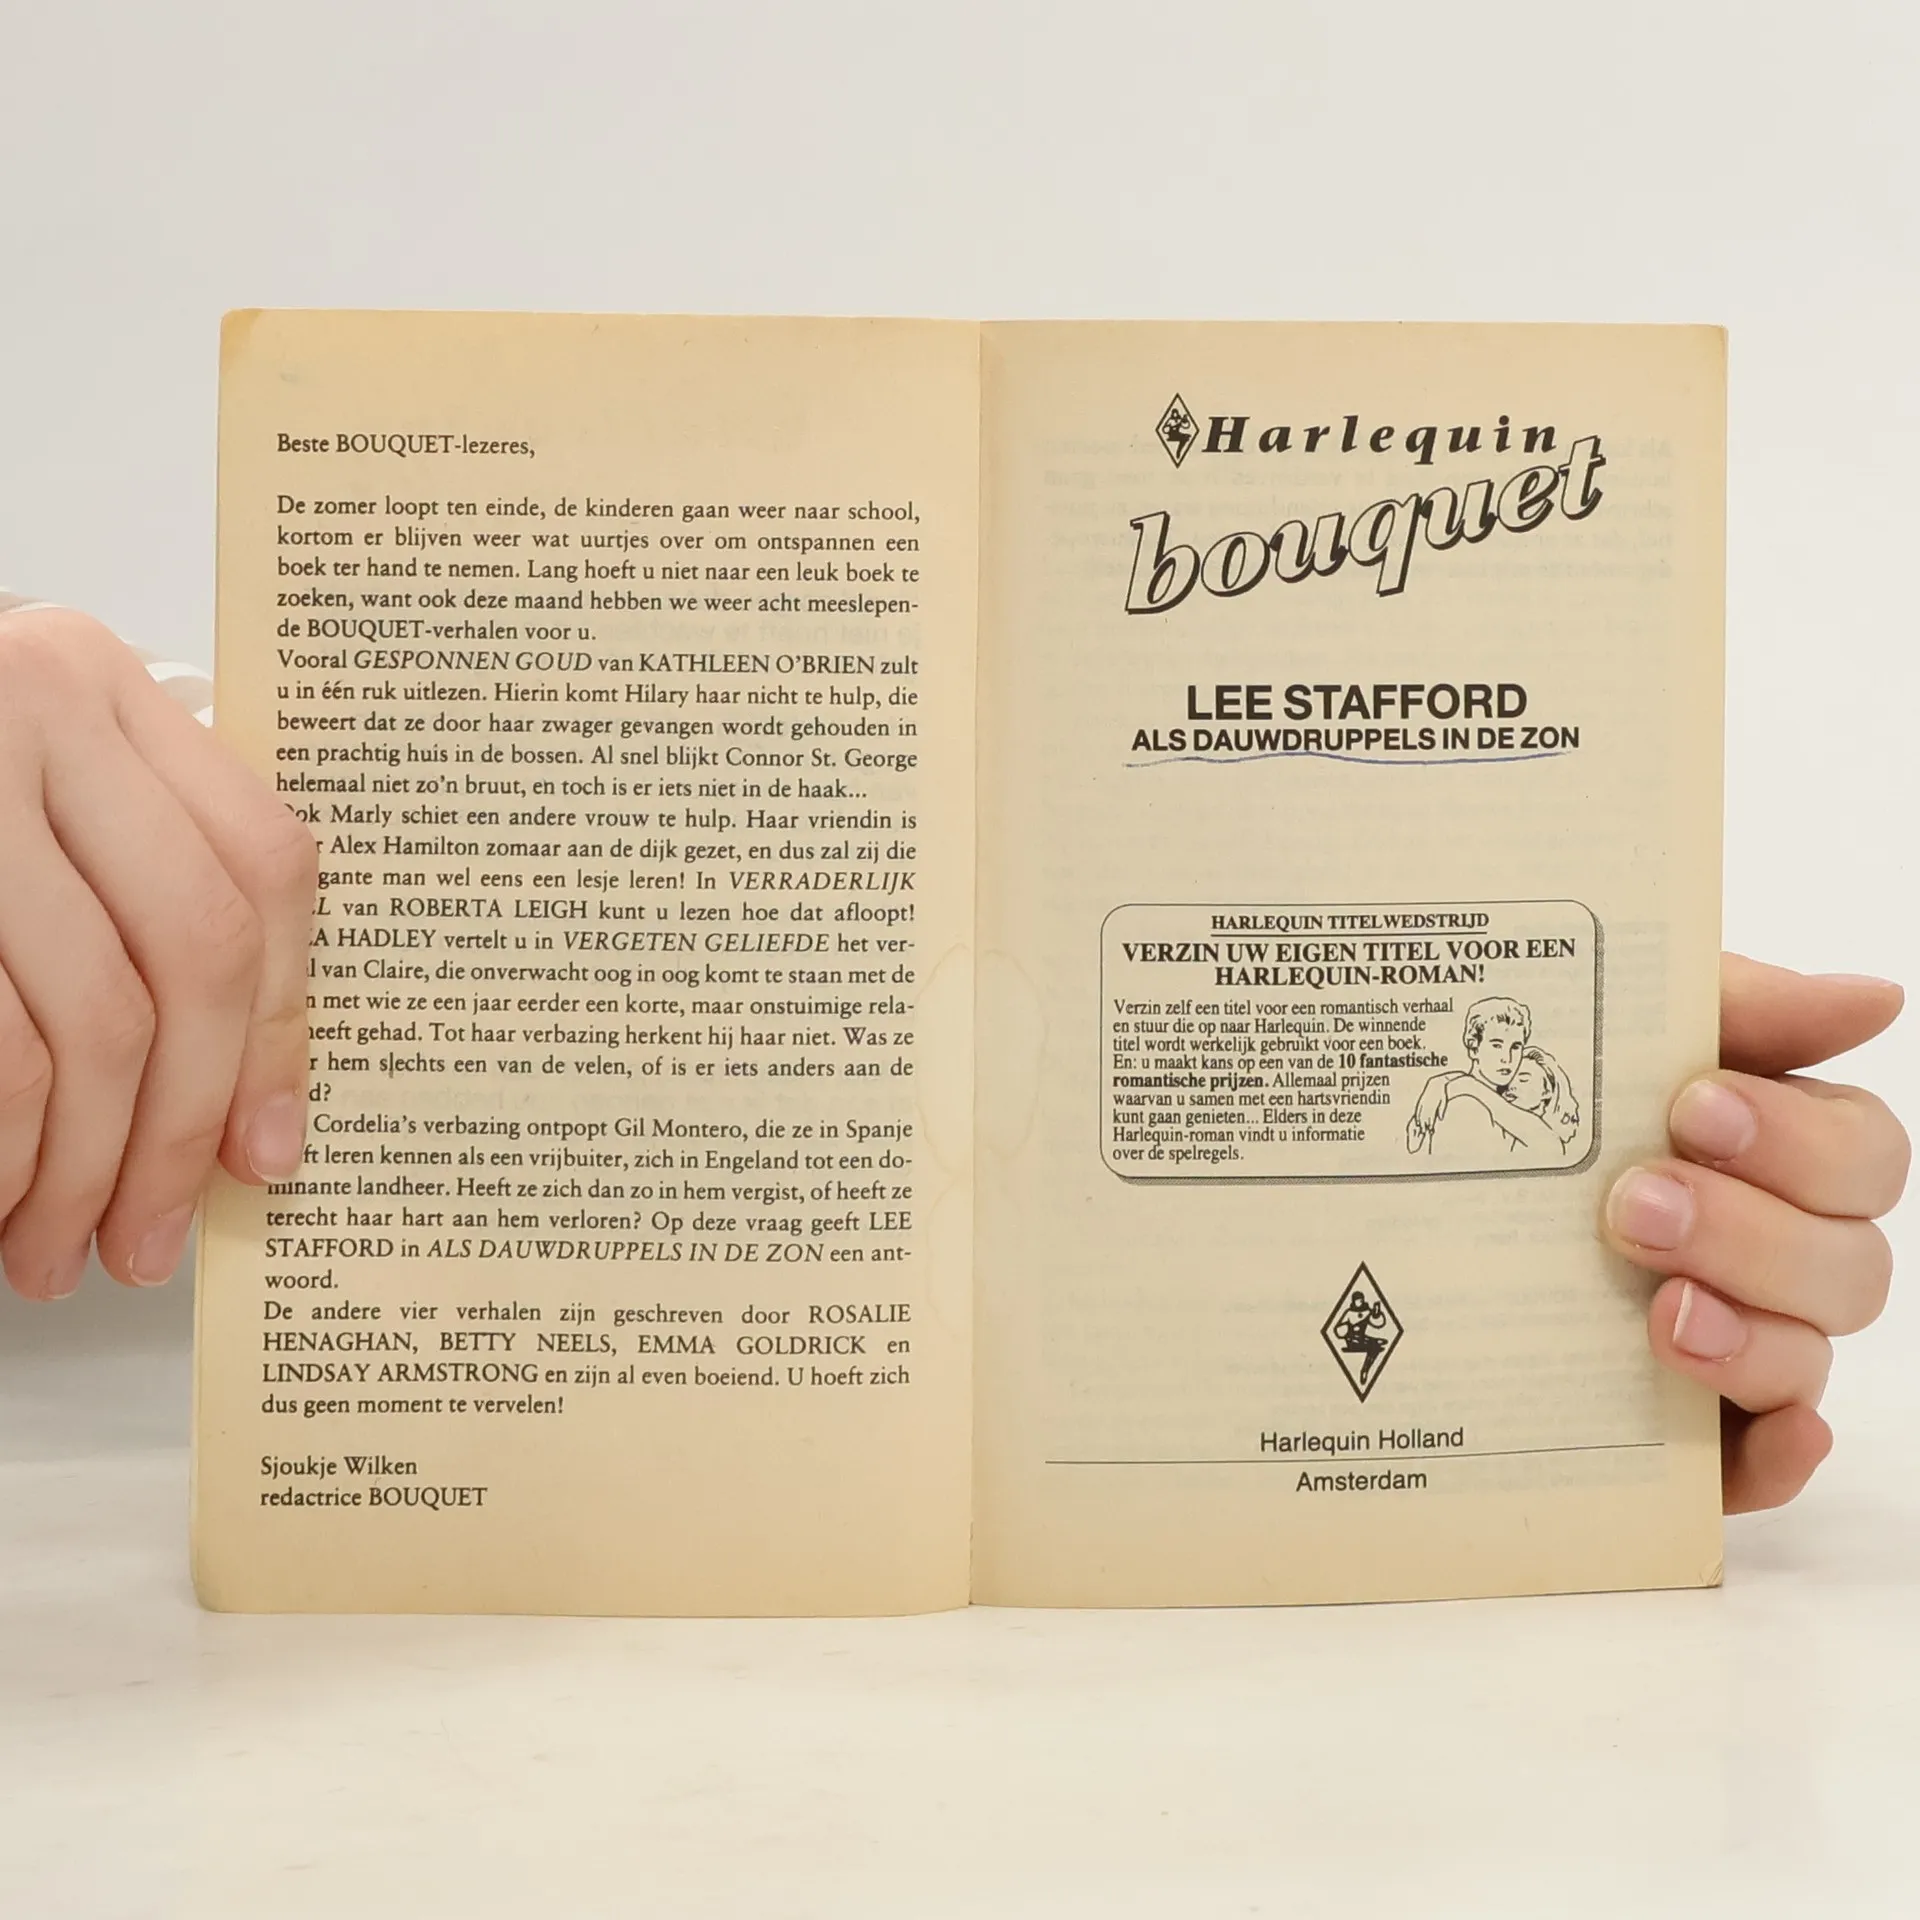 Beste BOUQUET-lezeres,
De zomer loopt ten einde, de kinderen gaan weer naar school,
kortom er blijven weer wat uurtjes over om ontspannen een
boek ter hand te nemen. Lang hoeft u niet naar een leuk boek te
zoeken, want ook deze maand hebben we weer acht meeslepen-
de BOUQUET-verhalen voor u.
Vooral GESPONNEN GOUD van KATHLEEN O'BRIEN zult
u in één ruk uitlezen. Hierin komt Hilary haar nicht te hulp, die
beweert dat ze door haar zwager gevangen wordt gehouden in
een prachtig huis in de bossen. Al snel blijkt Connor St. George
helemaal niet zo'n bruut, en toch is er iets niet in de haak...
Marly schiet een andere vrouw te hulp. Haar vriendin is
Alex Hamilton zomaar aan de dijk gezet, en dus zal zij die
man wel eens een lesje leren! In VERRADERLIJK
van ROBERTA LEIGH kunt u lezen hoe dat afloopt!
HADLEY vertelt u in VERGETEN GELIEFDE het ver-
van Claire, die onverwacht oog in oog komt te staan met de
met wie ze een jaar eerder een korte, maar onstuimige rela-
heeft gehad. Tot haar verbazing herkent hij haar niet. Was ze
hem slechts een van de velen, of is er iets anders aan de
Cordelia's verbazing ontpopt Gil Montero, die ze in Spanje
leren kennen als een vrijbuiter, zich in Engeland tot een do-
minante landheer. Heeft ze zich dan zo in hem vergist, of heeft ze
terecht haar hart aan hem verloren? Op deze vraag geeft LEE
STAFFORD in ALS DAUWDRUPPELS IN DE ZON een ant-
woord.
De andere vier verhalen zijn geschreven door ROSALIE
HENAGHAN, BETTY NEELS, EMMA GOLDRICK en
LINDSAY ARMSTRONG en zijn al even boeiend. U hoeft zich
dus geen moment te vervelen!
Sjoukje Wilken
redactrice BOUQUET
Harlequin
bouquet
LEE STAFFORD
ALS DAUWDRUPPELS IN DE ZON
HARLEQUIN TITELWEDSTRIJD
VERZIN UW EIGEN TITEL VOOR EEN
HARLEQUIN-ROMAN!
Verzin zelf een titel voor een romantisch verhaal
en stuur die op naar Harlequin. De winnende
titel wordt werkelijk gebruikt voor een boek.
En: u maakt kans op een van de 10 fantastische
romantische prijzen. Allemaal prijzen
waarvan u samen met een hartsvriendin
kunt gaan genieten... Elders in deze
Harlequin-roman vindt u informatie
over de spelregels.
Harlequin Holland
Amsterdam